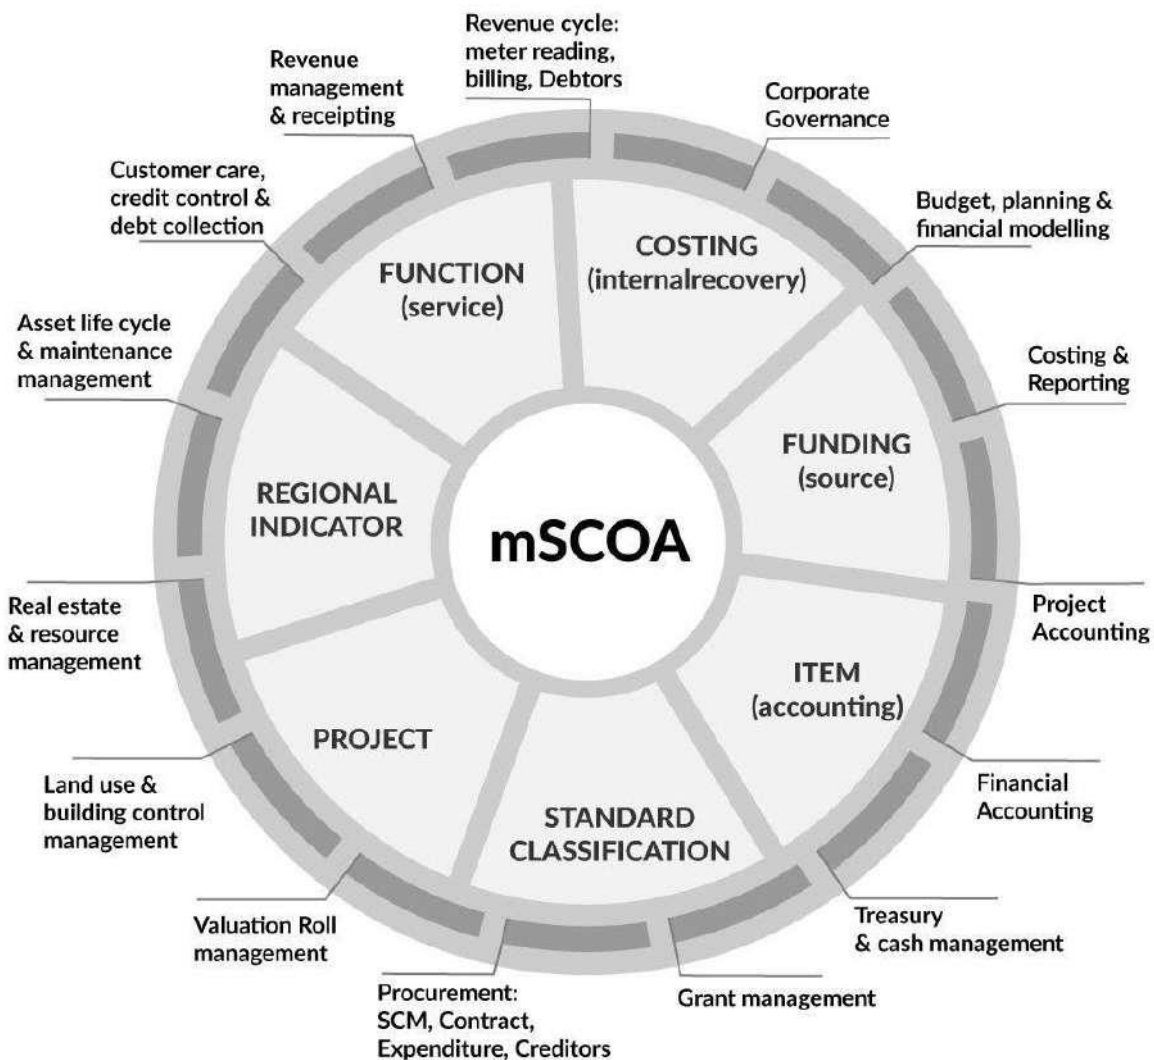 Revenue cycle:
meter reading,
billing, Debtors
Corporate
Governance
Budget, planning &
financial modelling
Costing &
Reporting
Project
Accounting
Financial
Accounting
Treasury
& cash management
Grant management
Procurement:
SCM, Contract,
Expenditure, Creditors
Valuation Roll
management
Land use &
building control
management
Real estate
& resource
management
Asset life cycle
& maintenance
management
Customer care,
credit control &
debt collection
Revenue
management
& receipting
COSTING
(internalrecovery)
FUNDING
(source)
ITEM
(accounting)
STANDARD
CLASSIFICATION
PROJECT
REGIONAL
INDICATOR
FUNCTION
(service)
mSCOA